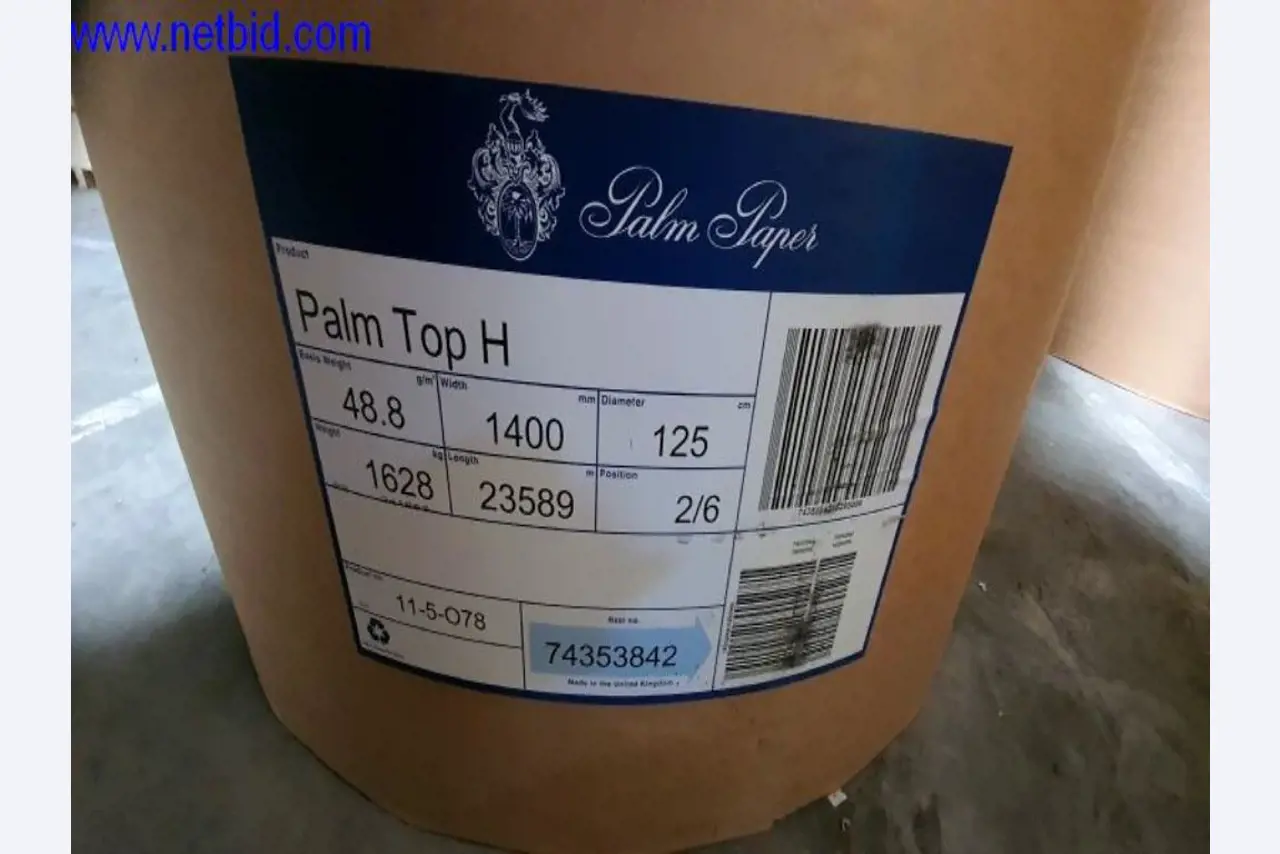 www.netbid.com
Palm Paper
Product
Palm Top H
Basis Weight g/m² Width mm Diameter cm
48.8 1400 125
Weight kg Length m Position
1628 23589 2/6
Product no.
11-5-O78
Reel no.
74353842
Made in the United Kingdom